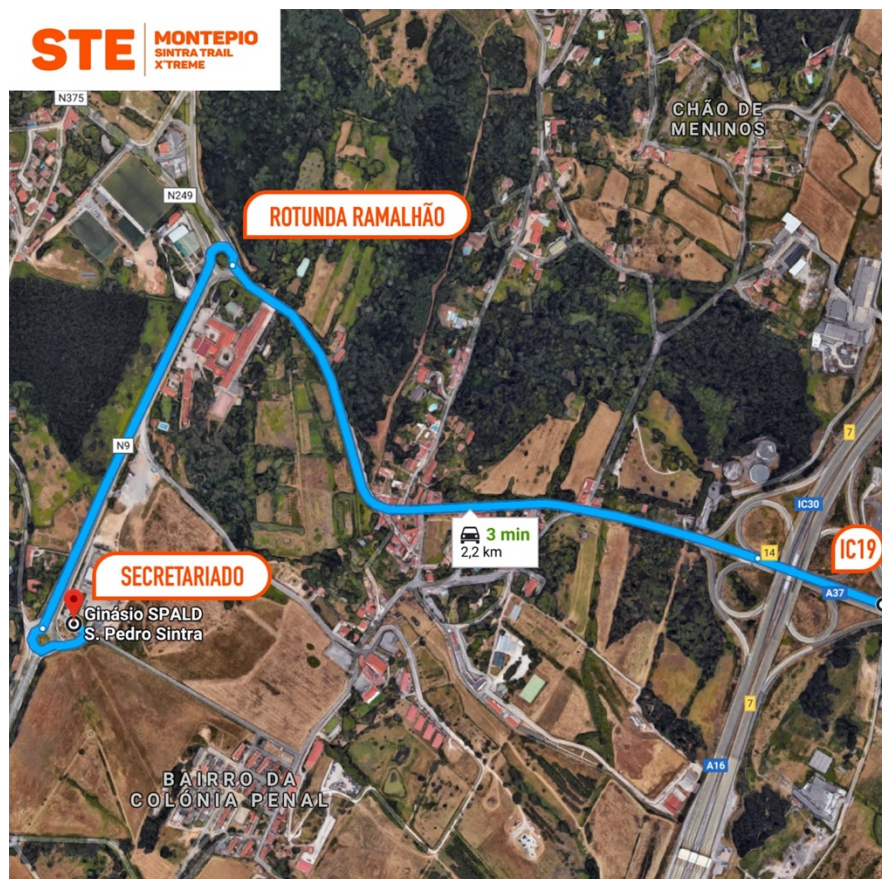 STE
MONTEPIO
SINTRA TRAIL
X'TREME
N375
CHÃO DE
MENINOS
N249
ROTUNDA RAMALHÃO
7
N9
IC30
3 min
2,2 km
14
IC19
SECRETARIADO
A37
Ginásio SPALD
S. Pedro Sintra
7
A16
BAIRRO DA
COLÓNIA PENAL